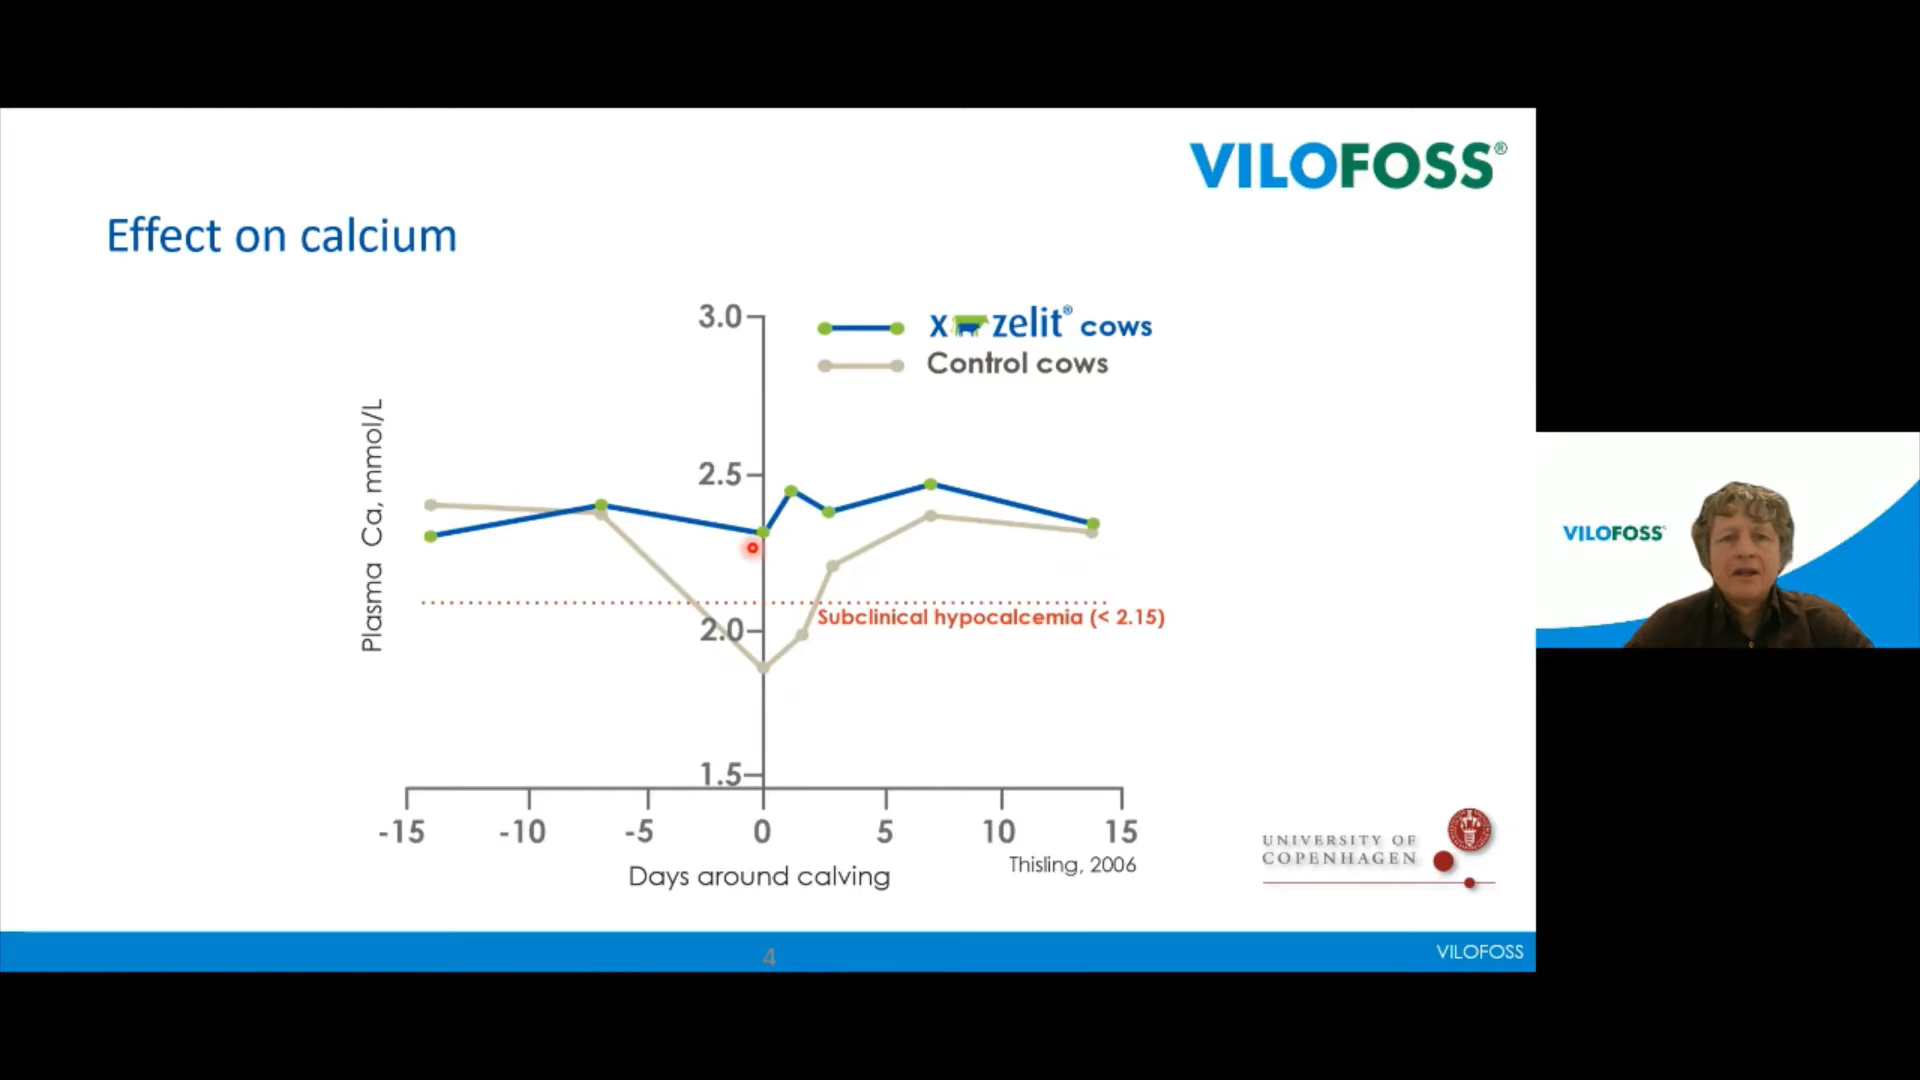 VILOFOSS®
Effect on calcium
3.0
2.5
2.0
1.5
x zelit® cows
Control cows
Plasma Ca, mmol/L
Subclinical hypocalcemia (< 2.15)
-15 -10 -5 0 5 10 15
Days around calving
Thisling, 2006
UNIVERSITY OF
COPENHAGEN
4
VILOFOSS
VILOFOSS